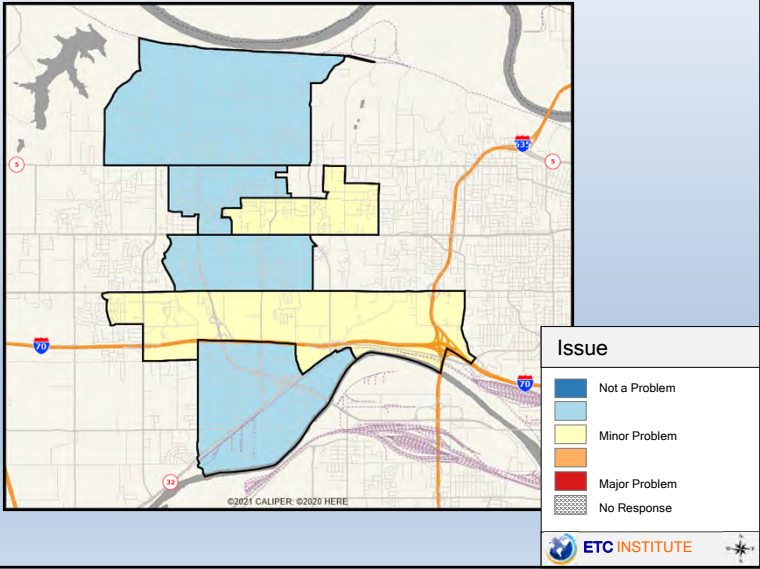 635
5
5
70
70
32
©2021 CALIPER; ©2020 HERE
Issue
Not a Problem
Minor Problem
Major Problem
No Response
ETC INSTITUTE